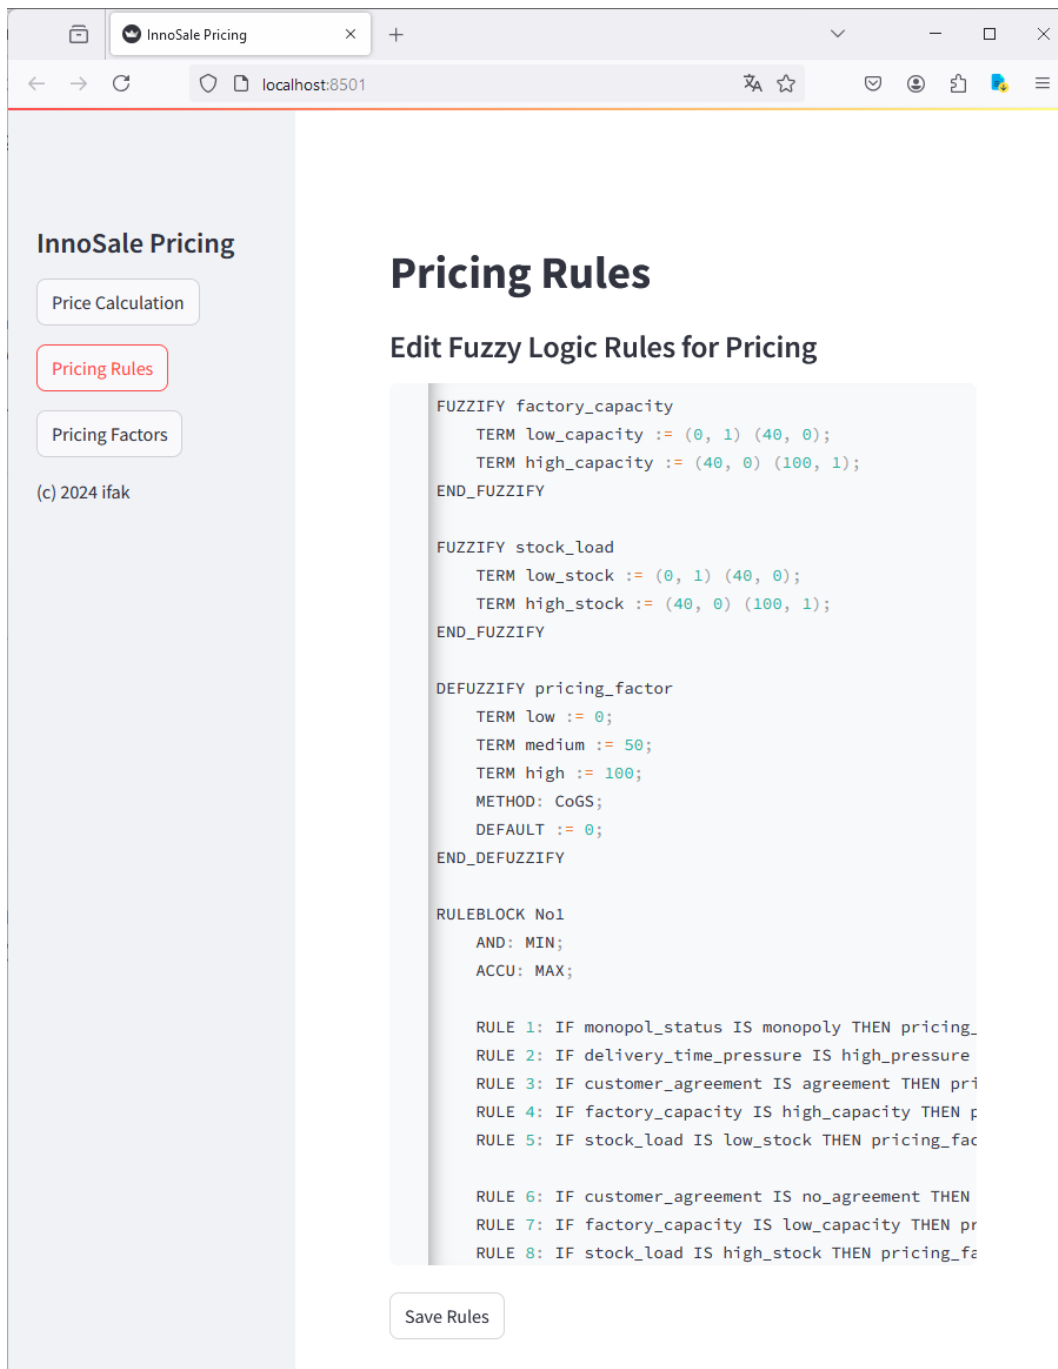 InnoSale Pricing
localhost:8501
InnoSale Pricing
Price Calculation
Pricing Rules
Pricing Factors
(c) 2024 ifak
Pricing Rules
Edit Fuzzy Logic Rules for Pricing
FUZZIFY factory_capacity
TERM low_capacity := (0, 1) (40, 0);
TERM high_capacity := (40, 0) (100, 1);
END_FUZZIFY
FUZZIFY stock_load
TERM low_stock := (0, 1) (40, 0);
TERM high_stock := (40, 0) (100, 1);
END_FUZZIFY
DEFUZZIFY pricing_factor
TERM low := 0;
TERM medium := 50;
TERM high := 100;
METHOD: CoGS;
DEFAULT := 0;
END_DEFUZZIFY
RULEBLOCK No1
AND: MIN;
ACCU: MAX;
RULE 1: IF monopol_status IS monopoly THEN pricing_
RULE 2: IF delivery_time_pressure IS high_pressure
RULE 3: IF customer_agreement IS agreement THEN pri
RULE 4: IF factory_capacity IS high_capacity THEN p
RULE 5: IF stock_load IS low_stock THEN pricing_fac
RULE 6: IF customer_agreement IS no_agreement THEN
RULE 7: IF factory_capacity IS low_capacity THEN pr
RULE 8: IF stock_load IS high_stock THEN pricing_fa
Save Rules